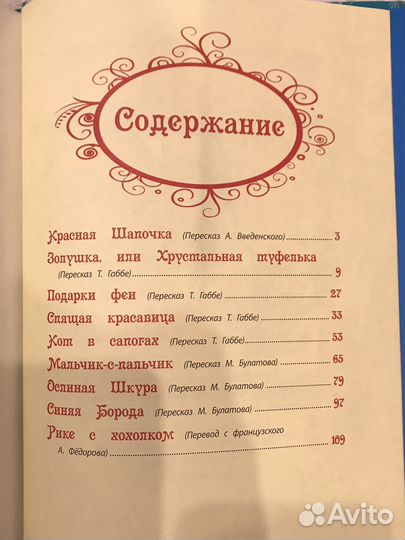 Содержание
Красная Шапочка (Пересказ А. Введенского) 3
Золушка, или Хрустальная туфелька
(Пересказ Т. Габбе) 9
Подарки феи (Пересказ Т. Габбе) 27
Спящая красавица (Пересказ Т. Габбе) 33
Кот в сапогах (Пересказ Т. Габбе) 53
Мальчик-с-пальчик (Пересказ М. Булатова) 65
Ослиная Шкура (Пересказ М. Булатова) 79
Синяя Борода (Пересказ М. Булатова) 97
Рике с хохолком (Перевод с французского
А. Фёдорова) 109
Avito